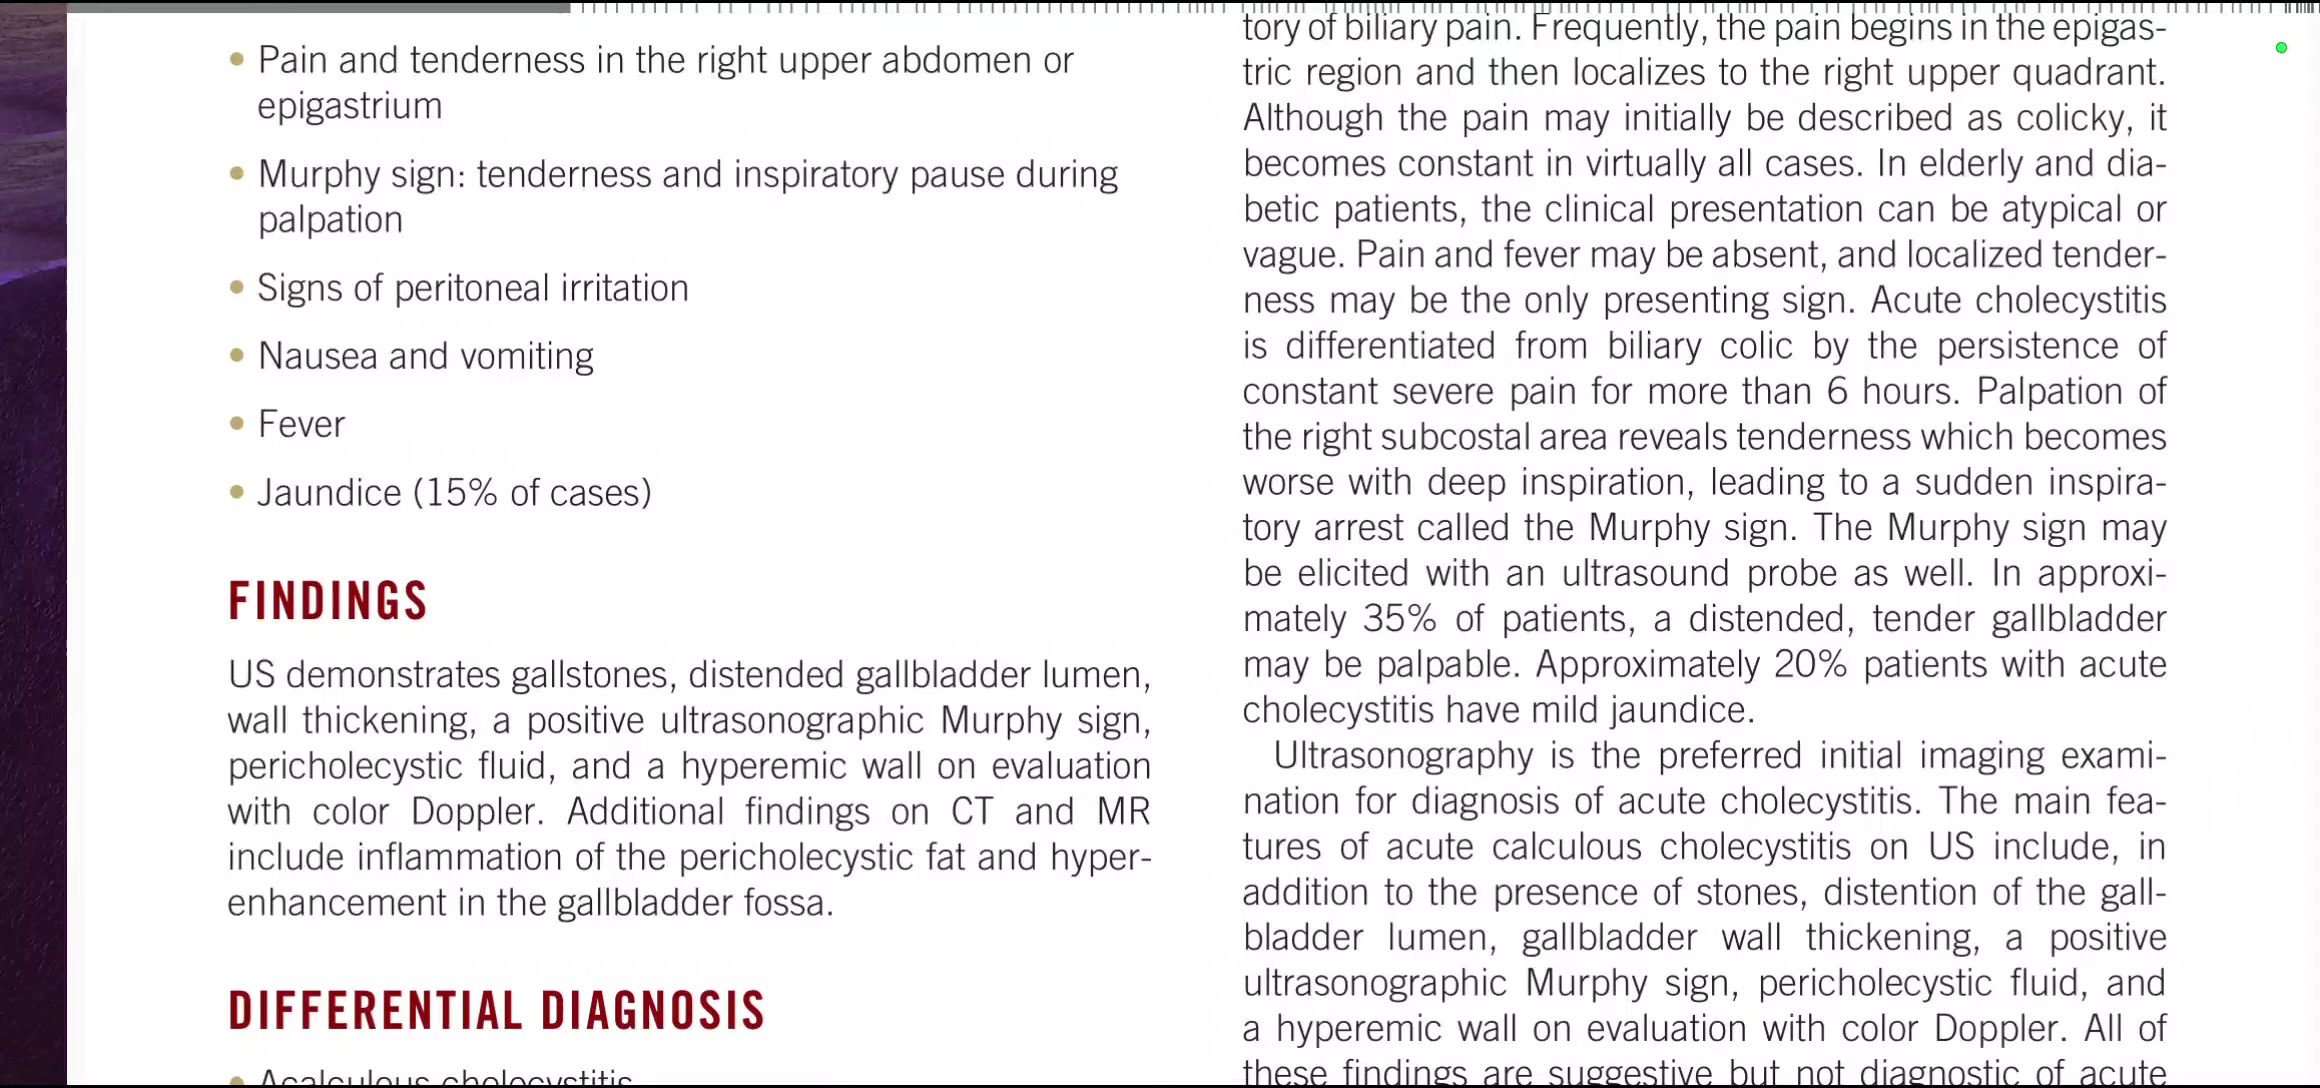 • Pain and tenderness in the right upper abdomen or
epigastrium
• Murphy sign: tenderness and inspiratory pause during
palpation
• Signs of peritoneal irritation
• Nausea and vomiting
• Fever
• Jaundice (15% of cases)
FINDINGS
US demonstrates gallstones, distended gallbladder lumen,
wall thickening, a positive ultrasonographic Murphy sign,
pericholecystic fluid, and a hyperemic wall on evaluation
with color Doppler. Additional findings on CT and MR
include inflammation of the pericholecystic fat and hyper-
enhancement in the gallbladder fossa.
DIFFERENTIAL DIAGNOSIS
• Acalculous cholecystitis
tory of biliary pain. Frequently, the pain begins in the epigas-
tric region and then localizes to the right upper quadrant.
Although the pain may initially be described as colicky, it
becomes constant in virtually all cases. In elderly and dia-
betic patients, the clinical presentation can be atypical or
vague. Pain and fever may be absent, and localized tender-
ness may be the only presenting sign. Acute cholecystitis
is differentiated from biliary colic by the persistence of
constant severe pain for more than 6 hours. Palpation of
the right subcostal area reveals tenderness which becomes
worse with deep inspiration, leading to a sudden inspira-
tory arrest called the Murphy sign. The Murphy sign may
be elicited with an ultrasound probe as well. In approxi-
mately 35% of patients, a distended, tender gallbladder
may be palpable. Approximately 20% patients with acute
cholecystitis have mild jaundice.
Ultrasonography is the preferred initial imaging exami-
nation for diagnosis of acute cholecystitis. The main fea-
tures of acute calculous cholecystitis on US include, in
addition to the presence of stones, distention of the gall-
bladder lumen, gallbladder wall thickening, a positive
ultrasonographic Murphy sign, pericholecystic fluid, and
a hyperemic wall on evaluation with color Doppler. All of
these findings are suggestive but not diagnostic of acute